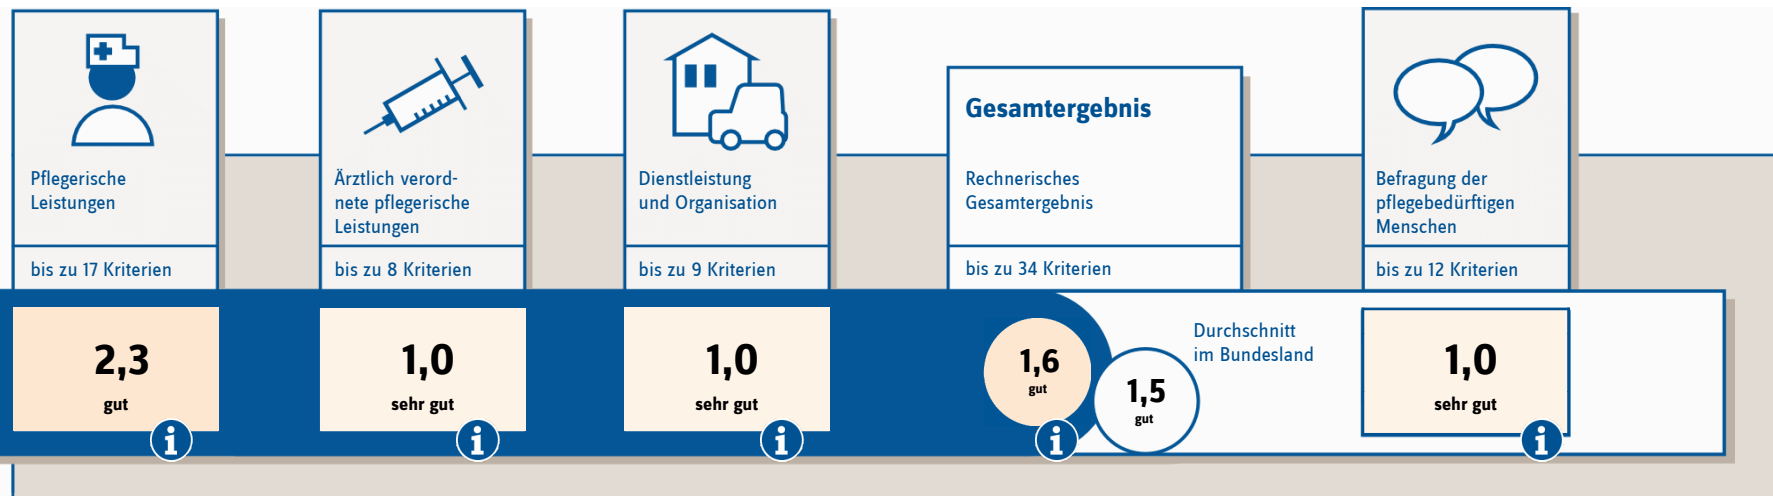 Pflegerische
Leistungen
bis zu 17 Kriterien
2,3
gut
i
Ärztlich verord-
nete pflegerische
Leistungen
bis zu 8 Kriterien
1,0
sehr gut
i
Dienstleistung
und Organisation
bis zu 9 Kriterien
1,0
sehr gut
i
Gesamtergebnis
Rechnerisches
Gesamtergebnis
bis zu 34 Kriterien
1,6
gut
i
Durchschnitt
im Bundesland
1,5
gut
Befragung der
pflegebedürftigen
Menschen
bis zu 12 Kriterien
1,0
sehr gut
i